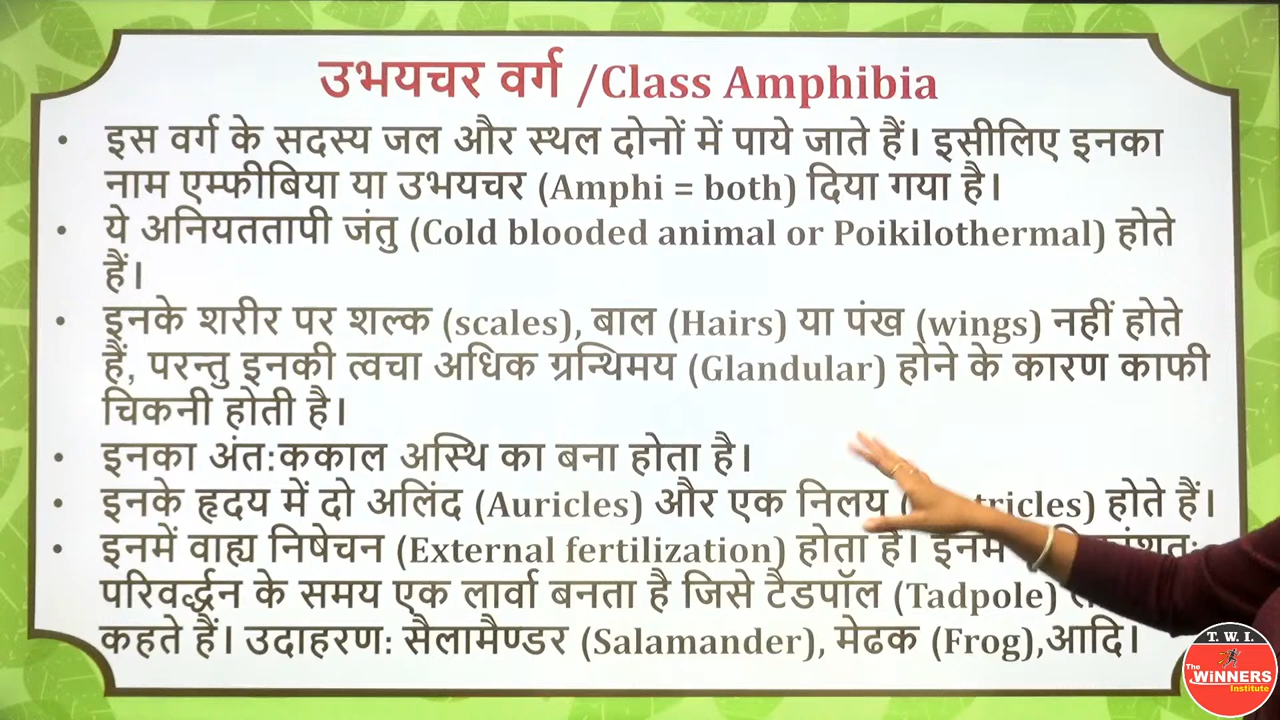 उभयचर वर्ग /Class Amphibia
• इस वर्ग के सदस्य जल और स्थल दोनों में पाये जाते हैं। इसीलिए इनका
नाम एम्फीबिया या उभयचर (Amphi = both) दिया गया है।
• ये अनियततापी जंतु (Cold blooded animal or Poikilothermal) होते
हैं।
• इनके शरीर पर शल्क (scales), बाल (Hairs) या पंख (wings) नहीं होते
हैं, परन्तु इनकी त्वचा अधिक ग्रन्थिमय (Glandular) होने के कारण काफी
चिकनी होती है।
• इनका अंत:ककाल अस्थि का बना होता है।
• इनके हृदय में दो अलिंद (Auricles) और एक निलय होते हैं।
• इनमें वाह्य निषेचन (External fertilization) होता है।
परिवर्द्धन के समय एक लार्वा बनता है जिसे टैडपॉल (Tadpole)
कहते हैं। उदाहरण: सैलामैण्डर (Salamander), मेढक (Frog),आदि।
T. W. I.
The
WiNNERS
Institute